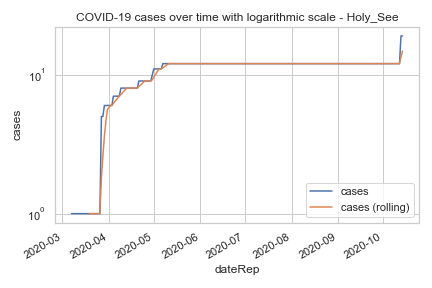 COVID-19 cases over time with logarithmic scale - Holy_See
cases
10¹
10⁰
cases
cases (rolling)
2020-03
2020-04
2020-05
2020-06
2020-07
2020-08
2020-09
2020-10
dateRep